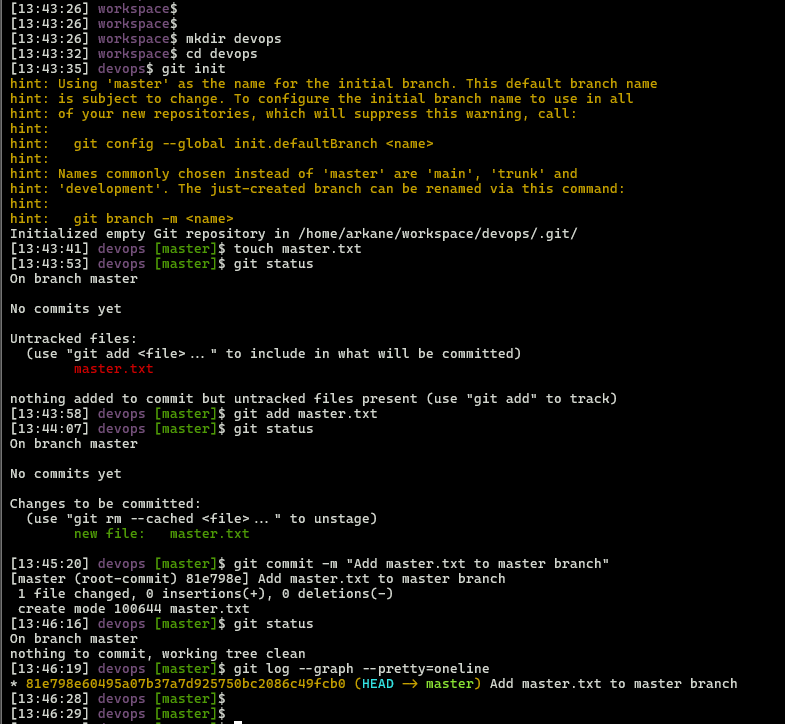 [13:43:26] workspace$
[13:43:26] workspace$
[13:43:26] workspace$ mkdir devops
[13:43:32] workspace$ cd devops
[13:43:35] devops$ git init
hint: Using 'master' as the name for the initial branch. This default branch name
hint: is subject to change. To configure the initial branch name to use in all
hint: of your new repositories, which will suppress this warning, call:
hint:
hint:   git config --global init.defaultBranch <name>
hint:
hint: Names commonly chosen instead of 'master' are 'main', 'trunk' and
hint: 'development'. The just-created branch can be renamed via this command:
hint:
hint:   git branch -m <name>
Initialized empty Git repository in /home/arkane/workspace/devops/.git/
[13:43:41] devops [master]$ touch master.txt
[13:43:53] devops [master]$ git status
On branch master

No commits yet

Untracked files:
  (use "git add <file>..." to include in what will be committed)
        master.txt

nothing added to commit but untracked files present (use "git add" to track)
[13:43:58] devops [master]$ git add master.txt
[13:44:07] devops [master]$ git status
On branch master

No commits yet

Changes to be committed:
  (use "git rm --cached <file>..." to unstage)
        new file:   master.txt

[13:45:20] devops [master]$ git commit -m "Add master.txt to master branch"
[master (root-commit) 81e798e] Add master.txt to master branch
 1 file changed, 0 insertions(+), 0 deletions(-)
 create mode 100644 master.txt
[13:46:16] devops [master]$ git status
On branch master
nothing to commit, working tree clean
[13:46:19] devops [master]$ git log --graph --pretty=oneline
* 81e798e60495a07b37a7d925750bc2086c49fcb0 (HEAD -> master) Add master.txt to master branch
[13:46:28] devops [master]$
[13:46:29] devops [master]$